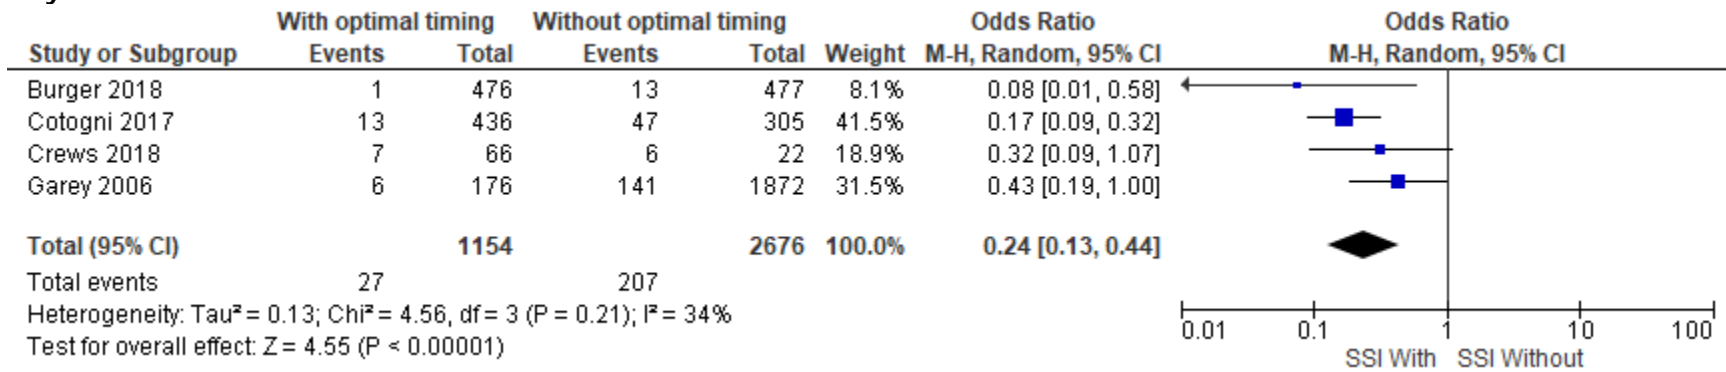 With optimal timing Without optimal timing Odds Ratio Odds Ratio
Study or Subgroup Events Total Events Total Weight M-H, Random, 95% CI M-H, Random, 95% CI
Burger 2018 1 476 13 477 8.1% 0.08 [0.01, 0.58]
Cotogni 2017 13 436 47 305 41.5% 0.17 [0.09, 0.32]
Crews 2018 7 66 6 22 18.9% 0.32 [0.09, 1.07]
Garey 2006 6 176 141 1872 31.5% 0.43 [0.19, 1.00]
Total (95% CI) 1154 2676 100.0% 0.24 [0.13, 0.44]
Total events 27 207
Heterogeneity: Tau² = 0.13; Chi² = 4.56, df = 3 (P = 0.21); I² = 34%
Test for overall effect: Z = 4.55 (P < 0.00001)
0.01 0.1 1 10 100
SSI With SSI Without